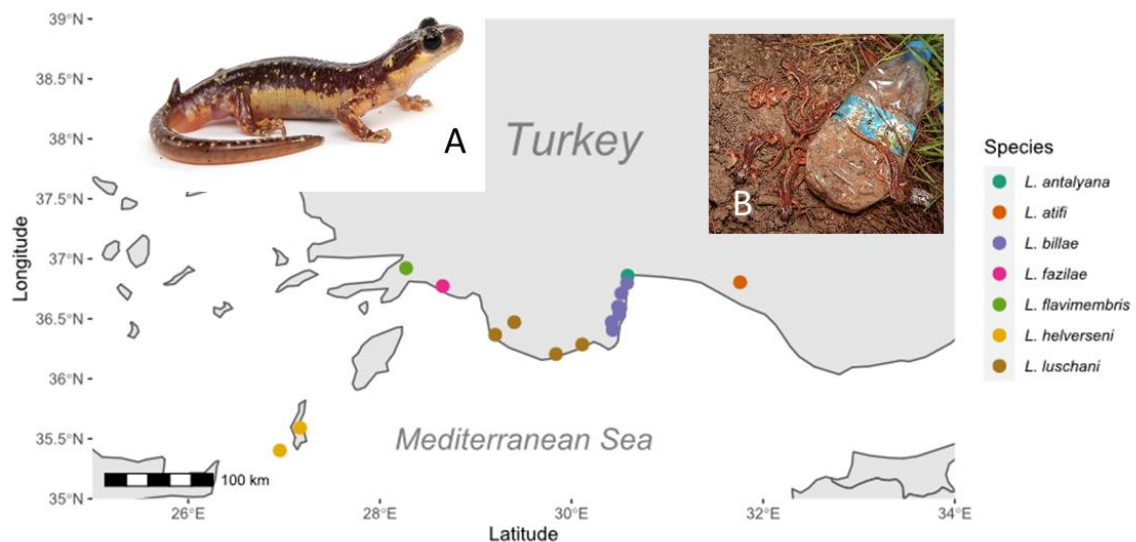 39°N
38.5°N
38°N
37.5°N
37°N
36.5°N
36°N
35.5°N
35°N
Longitude
A
Turkey
B
Mediterranean Sea
100 km
26°E
28°E
30°E
32°E
34°E
Latitude
Species
L. antalyana
L. atifi
L. billae
L. fazilae
L. flavimembris
L. helverseni
L. luschani